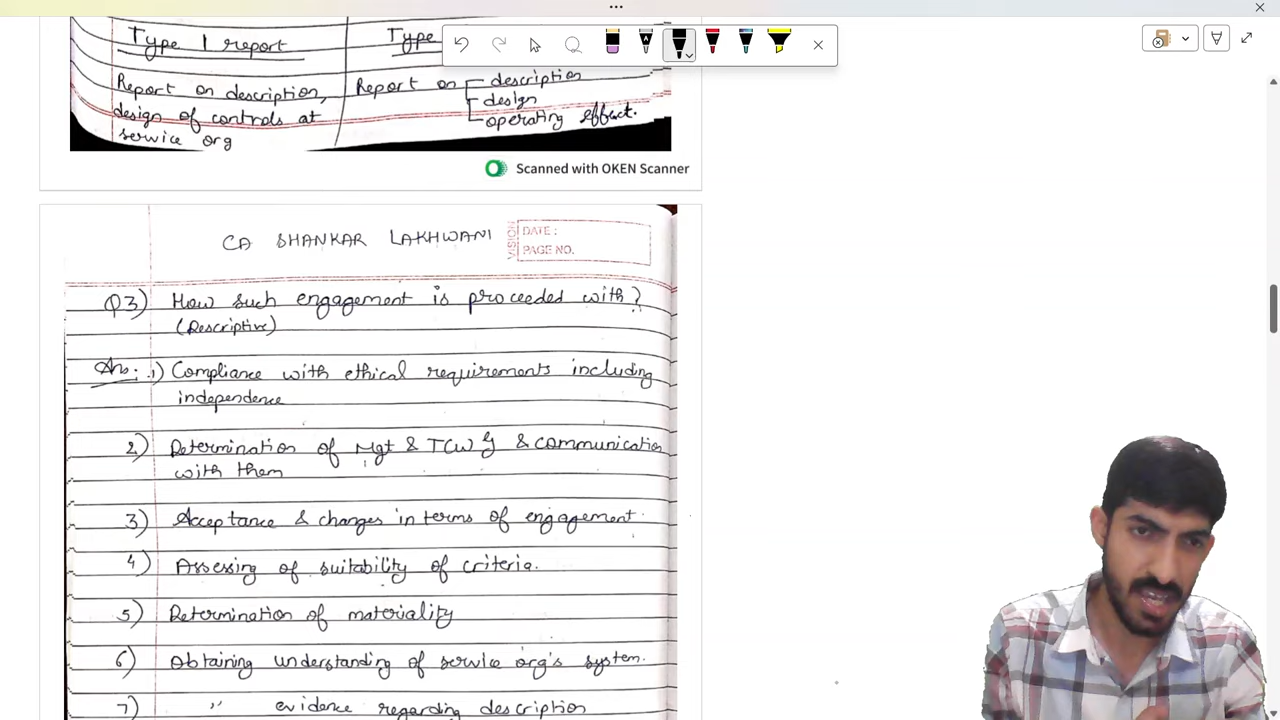 Type 1 report
Type
Report on description,
design of controls at
service org
Report on description
design
operating effect.
Scanned with OKEN Scanner
CA SHANKAR LAKHWANI
VISION
DATE :
PAGE NO.
Q3) How such engagement is proceeded with?
(Descriptive)
Ans: 1) Compliance with ethical requirements including
independence
2) Determination of Mgt & TCWG & communication
with them
3) Acceptance & changes in terms of engagement.
4) Assessing of suitability of criteria.
5) Determination of materiality
6) Obtaining understanding of service org's system.
7) ,, evidence regarding description